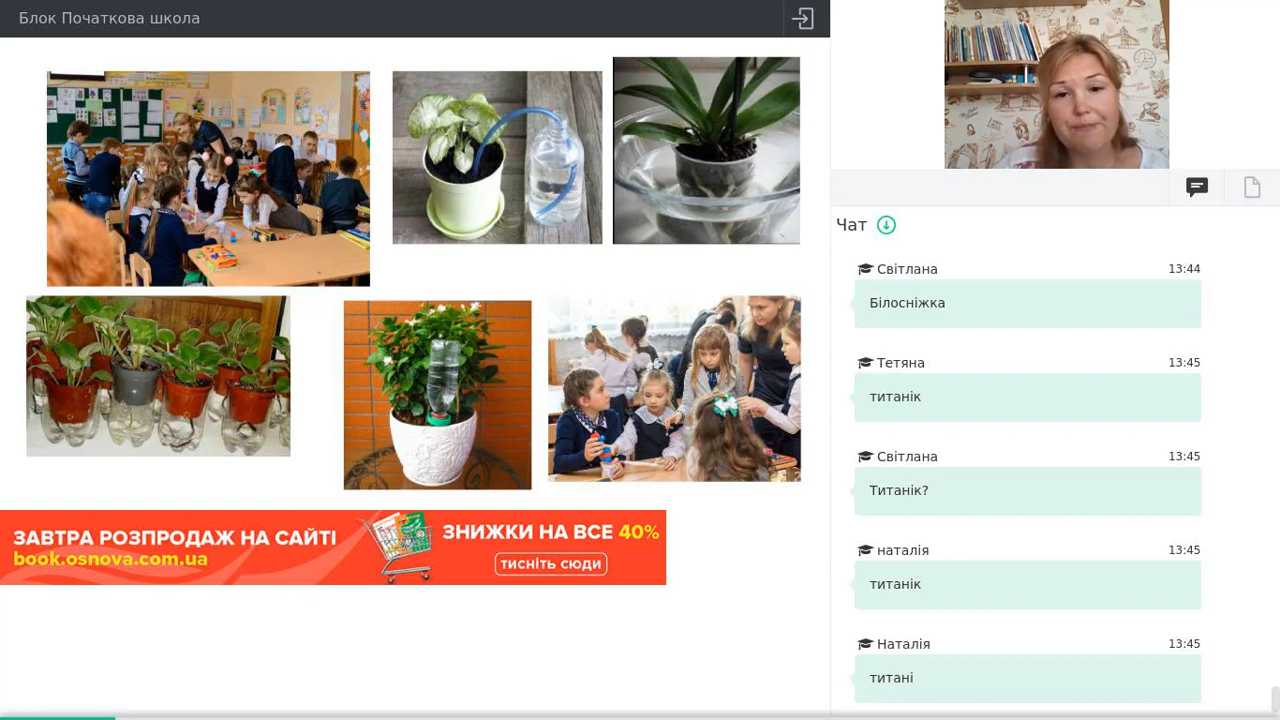 Блок Початкова школа
ЗАВТРА РОЗПРОДАЖ НА САЙТІ
book.osnova.com.ua
ЗНИЖКИ НА ВСЕ 40%
тисніть сюди
Чат
Світлана 13:44
Білосніжка
Тетяна 13:45
титанік
Світлана 13:45
Титанік?
наталія 13:45
титанік
Наталія 13:45
титані